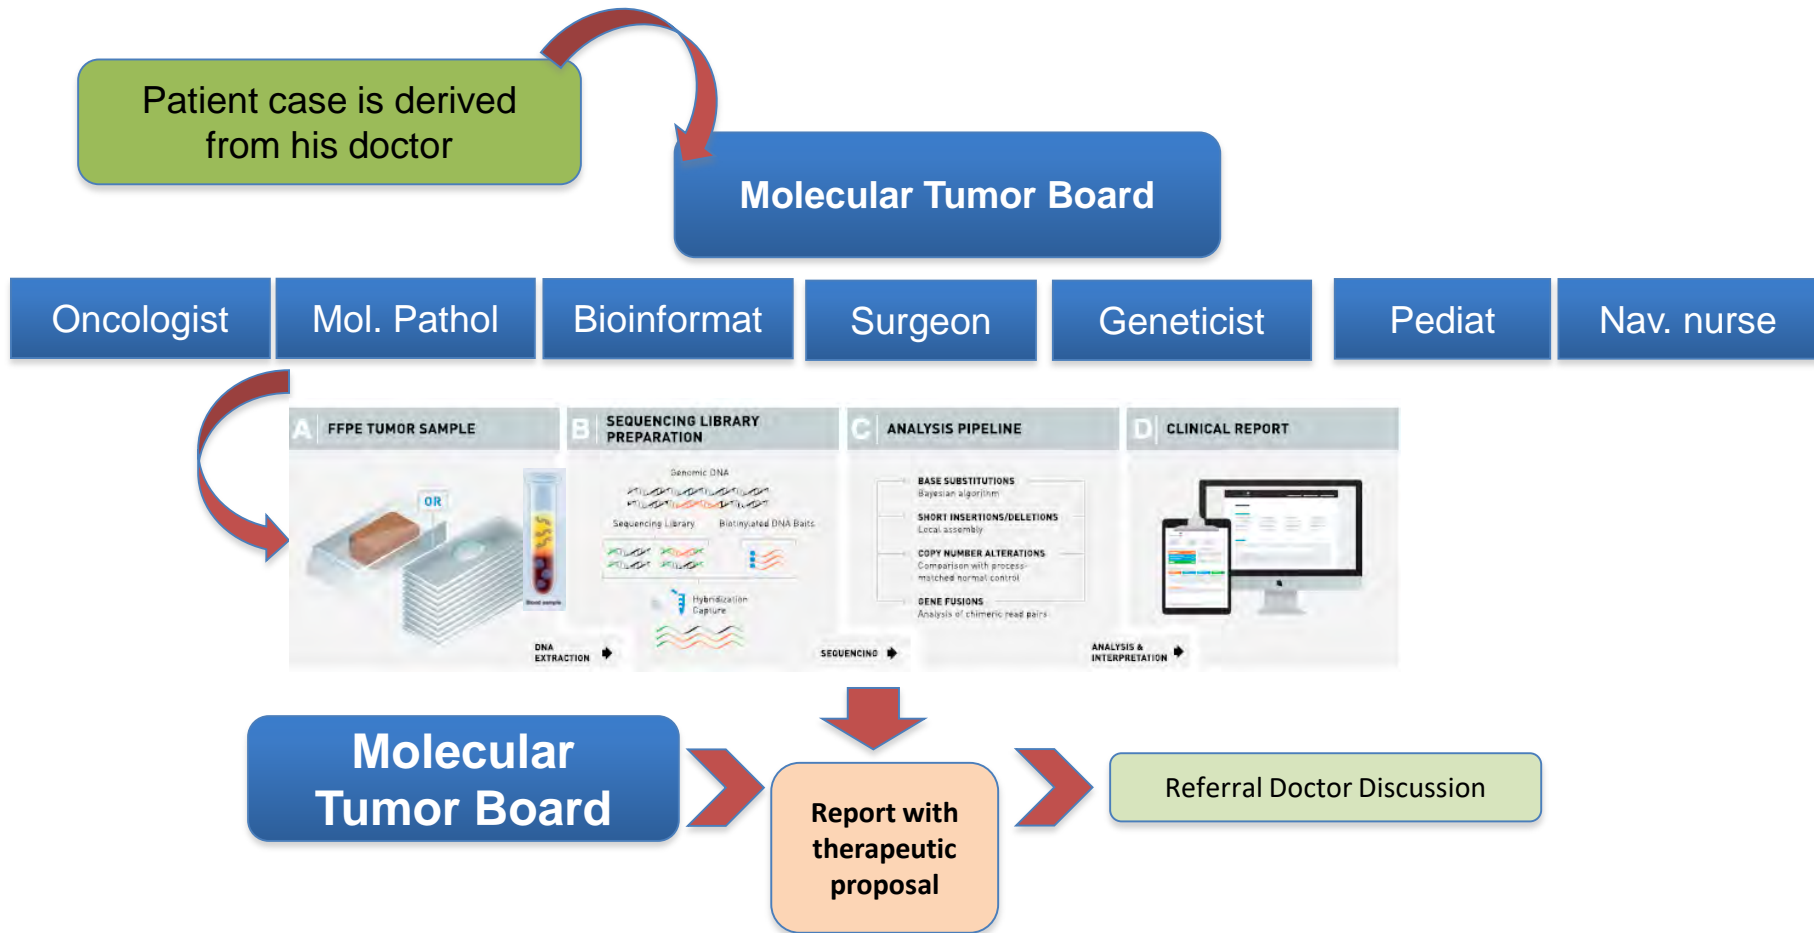 Patient case is derived
from his doctor
Molecular Tumor Board
Oncologist
Mol. Pathol
Bioinformat
Surgeon
Geneticist
Pediat
Nav. nurse
A FFPE TUMOR SAMPLE
OR
Blood sample
DNA
EXTRACTION
B SEQUENCING LIBRARY
PREPARATION
Genomic DNA
Sequencing Library
Biotinylated DNA Baits
Hybridization
Capture
SEQUENCING
C ANALYSIS PIPELINE
BASE SUBSTITUTIONS
Bayesian algorithm
SHORT INSERTIONS/DELETIONS
Local assembly
COPY NUMBER ALTERATIONS
Comparison with process-
matched normal control
GENE FUSIONS
Analysis of chimeric read pairs
ANALYSIS &
INTERPRETATION
D CLINICAL REPORT
Molecular
Tumor Board
Report with
therapeutic
proposal
Referral Doctor Discussion